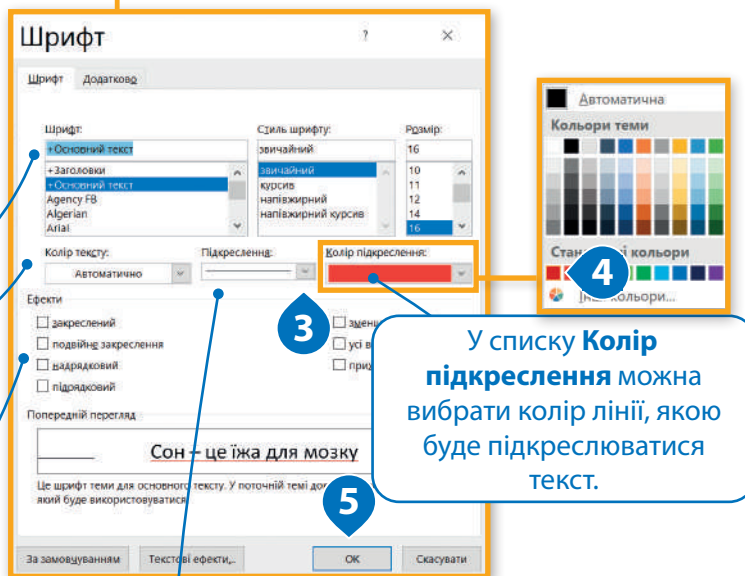 Шрифт
?
×
Шрифт Додатково
Шрифт: Стиль шрифту: Розмір:
+Основний текст звичайний 16
+Заголовки звичайний 10
+Основний текст курсив 11
Agency FB напівжирний 12
Algerian напівжирний курсив 14
Arial 16
Колір тексту: Підкреслення: Колір підкреслення:
Автоматично
Ефекти
закреслений
подвійне закреслення
надрядковий
підрядковий
усі
3
Попередній перегляд
Сон – це їжа для мозку
Це шрифт теми для основного тексту. У поточній темі
який буде використовуватися
5
За замовчуванням Текстові ефекти... ОК Скасувати
Автоматична
Кольори теми
кольори
4
кольори...
У списку Колір
підкреслення можна
вибрати колір лінії, якою
буде підкреслюватися
текст.